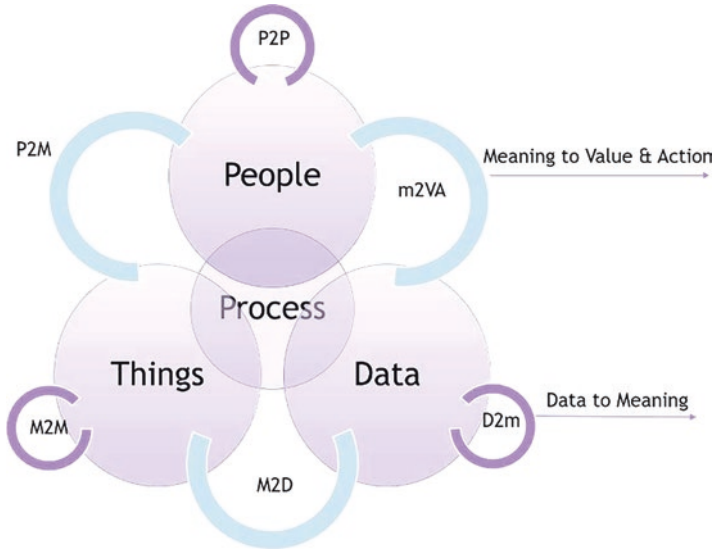 P2P
P2M
People
m2VA
Meaning to Value & Action
Process
Things
Data
M2M
D2m
Data to Meaning
M2D